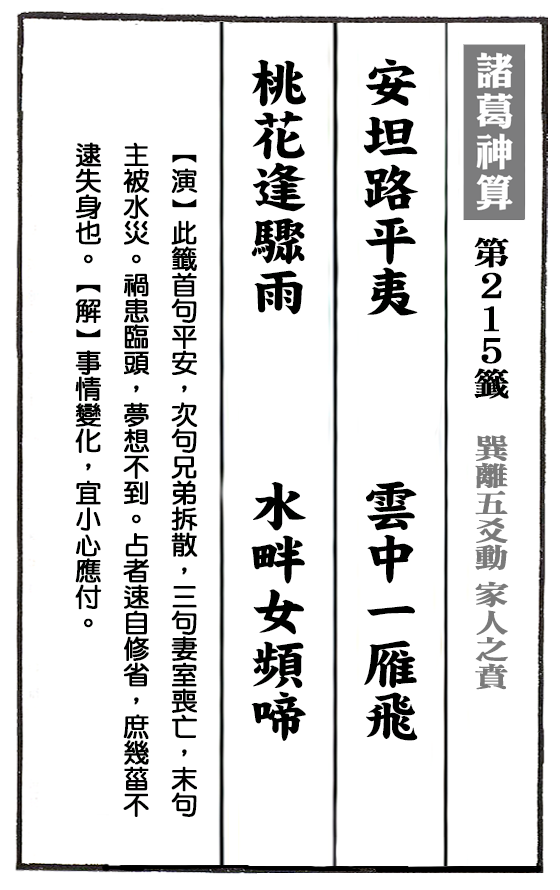 諸葛神算 第215籤 巽離五爻動 家人之賁
安坦路平夷 雲中一雁飛
桃花逢驟雨 水畔女頻啼
【演】此籤首句平安，次句兄弟拆散，三句妻室喪亡，末句
主被水災。禍患臨頭，夢想不到。占者速自修省，庶幾菑不
逮失身也。【解】事情變化，宜小心應付。